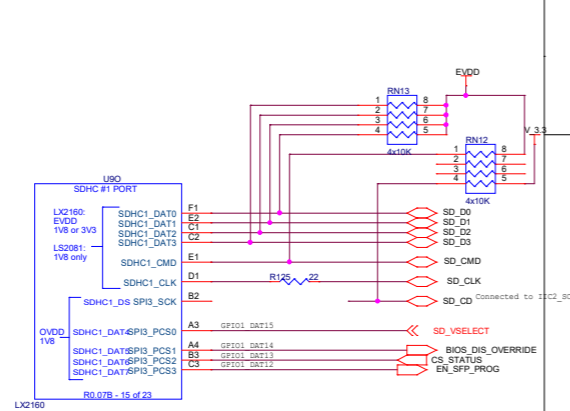 EVDD
RN13
1 8
2 7
3 6
4 5
4x10K
V_3.3
RN12
1 8
2 7
3 6
4 5
4x10K
U9O
SDHC #1 PORT
LX2160:
EVDD
1V8 or 3V3
LS2081:
1V8 only
SDHC1_DAT0 F1 SD_D0
SDHC1_DAT1 E2 SD_D1
SDHC1_DAT2 C1 SD_D2
SDHC1_DAT3 C2 SD_D3
SDHC1_CMD E1 SD_CMD
SDHC1_CLK D1 R125 22 SD_CLK
SDHC1_DS SPI3_SCK B2 SD_CD Connected to IIC2_SC
OVDD
1V8
SDHC1_DAT4 SPI3_PCS0 A3 GPIO1_DAT15 SD_VSELECT
SDHC1_DAT5 SPI3_PCS1 A4 GPIO1_DAT14 BIOS_DIS_OVERRIDE
SDHC1_DAT6 SPI3_PCS2 B3 GPIO1_DAT13 CS_STATUS
SDHC1_DAT7 SPI3_PCS3 C3 GPIO1_DAT12 EN_SFP_PROG
R0.07B - 15 of 23
LX2160